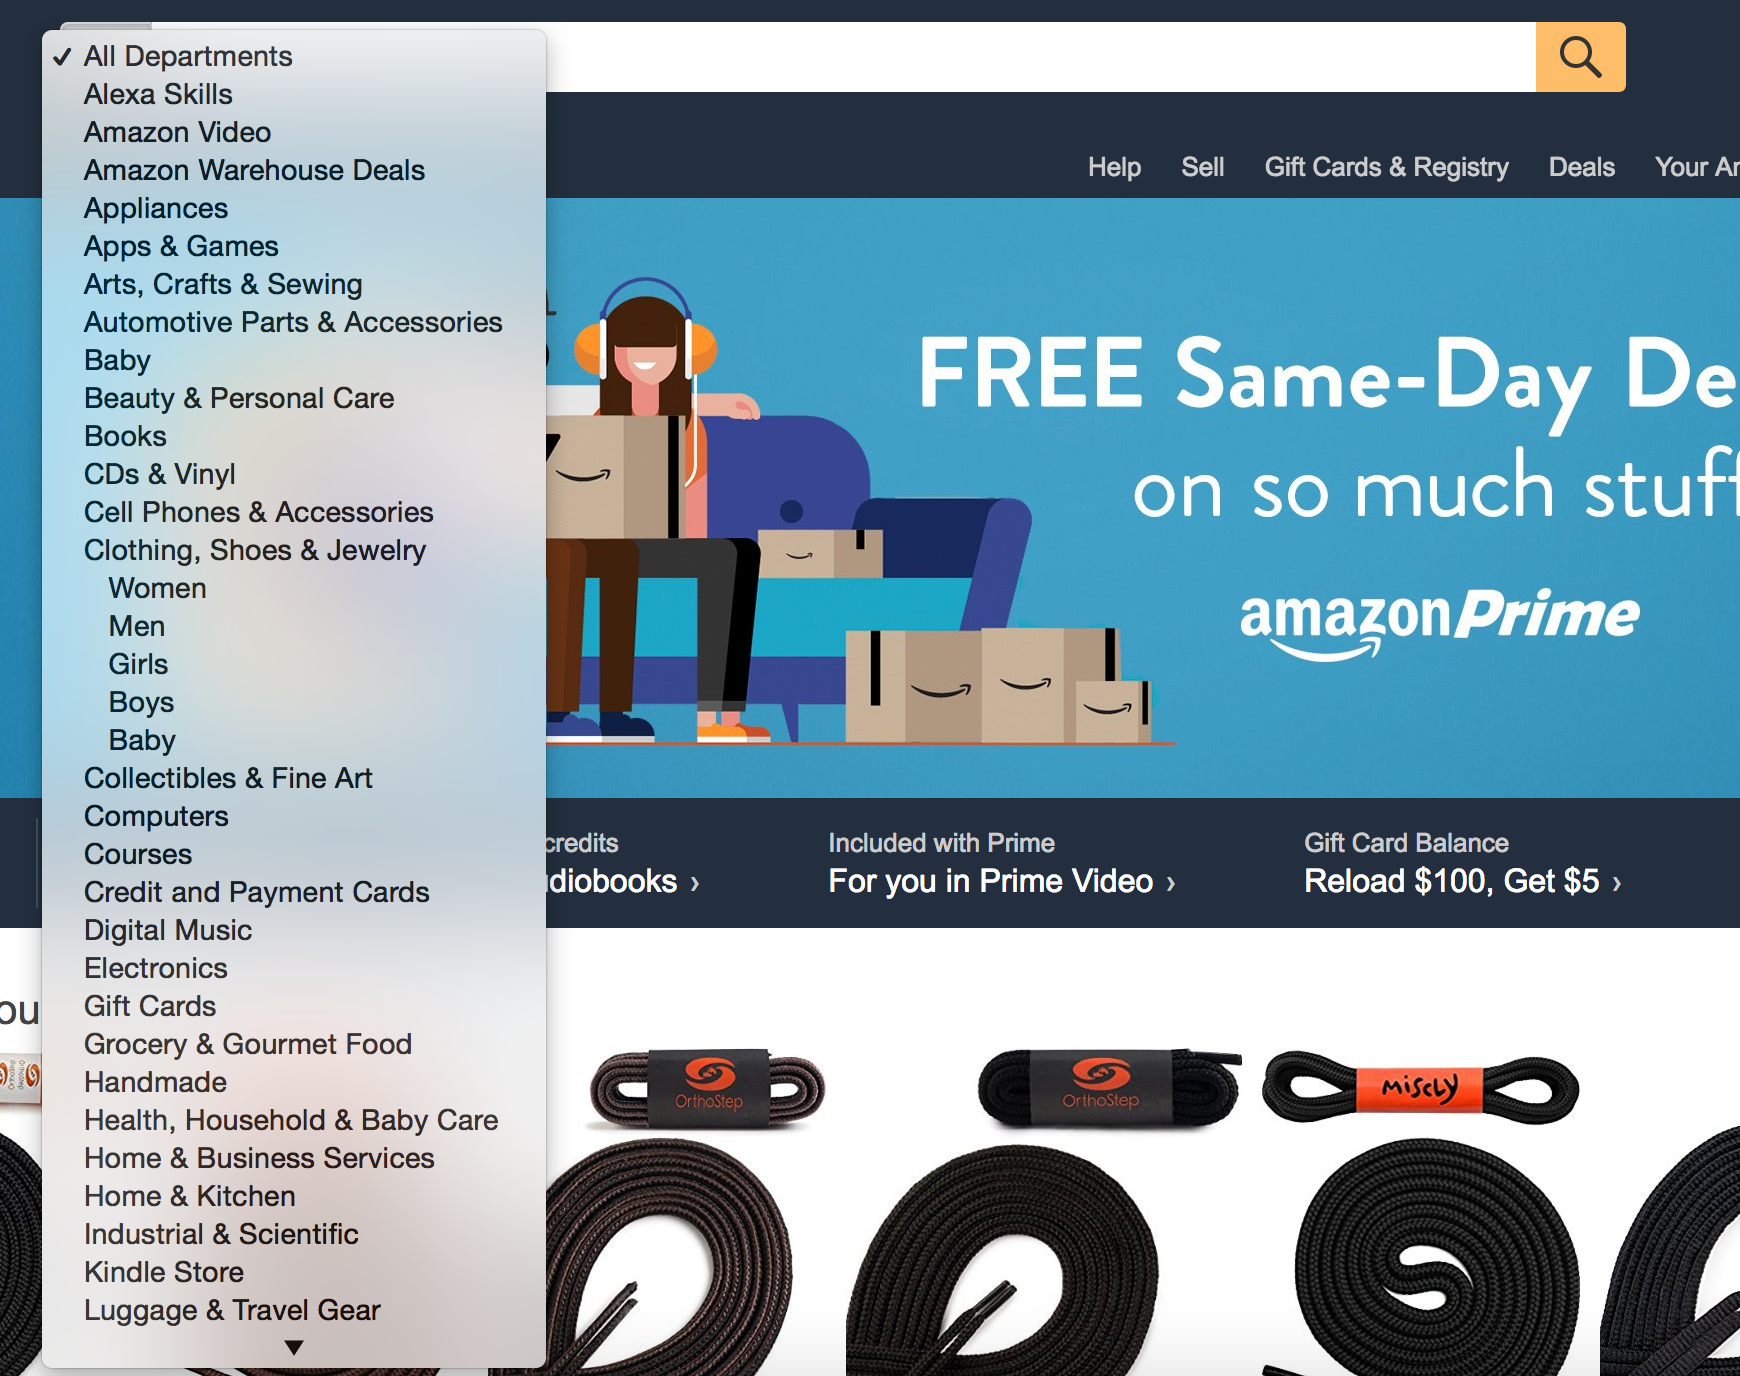 ✓ All Departments
Alexa Skills
Amazon Video
Amazon Warehouse Deals
Appliances
Apps & Games
Arts, Crafts & Sewing
Automotive Parts & Accessories
Baby
Beauty & Personal Care
Books
CDs & Vinyl
Cell Phones & Accessories
Clothing, Shoes & Jewelry
Women
Men
Girls
Boys
Baby
Collectibles & Fine Art
Computers
Courses
Credit and Payment Cards
Digital Music
Electronics
Gift Cards
Grocery & Gourmet Food
Handmade
Health, Household & Baby Care
Home & Business Services
Home & Kitchen
Industrial & Scientific
Kindle Store
Luggage & Travel Gear
Help Sell Gift Cards & Registry Deals Your
FREE Same-Day De
on so much stuff
amazonPrime
credits
diobooks ›
Included with Prime
For you in Prime Video ›
Gift Card Balance
Reload $100, Get $5 ›
ou
OrthoStep
OrthoStep
Miscly